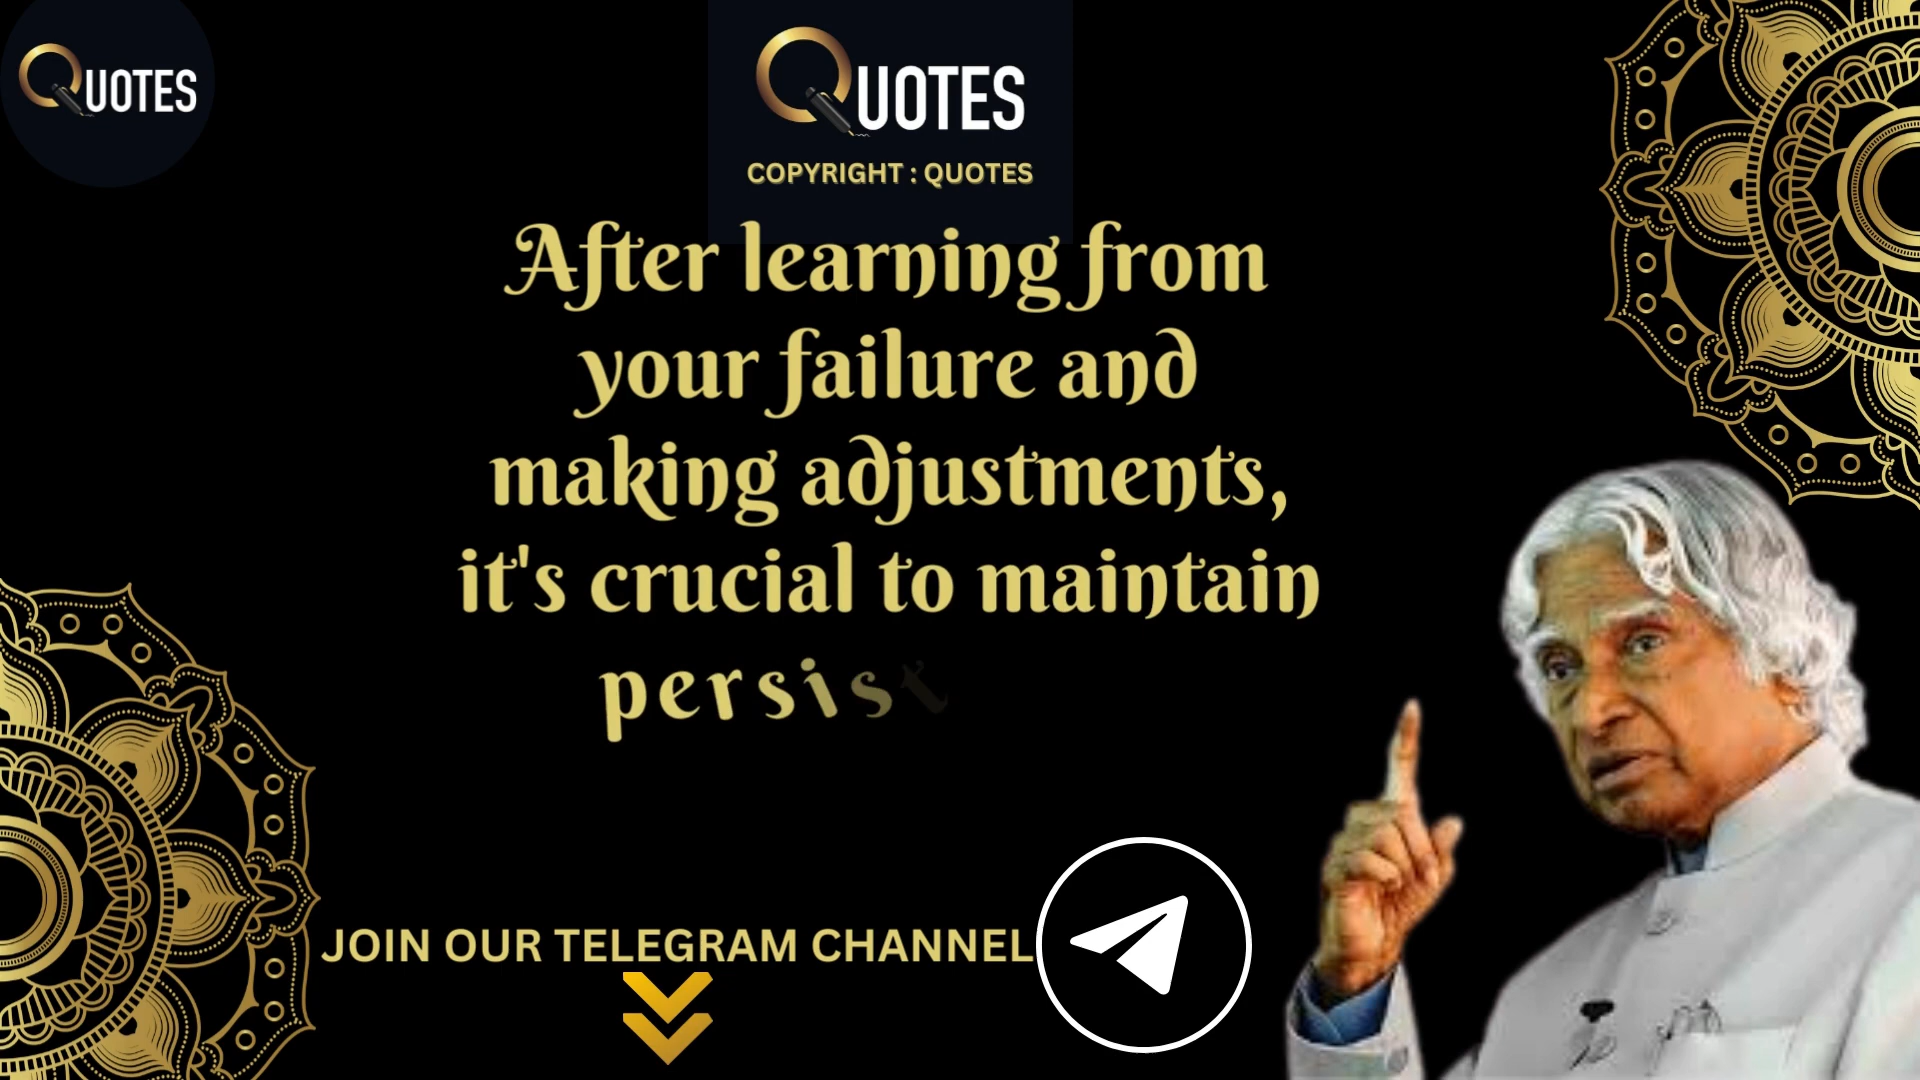 QUOTES
QUOTES
COPYRIGHT : QUOTES
After learning from
your failure and
making adjustments,
it's crucial to maintain
persist
JOIN OUR TELEGRAM CHANNEL